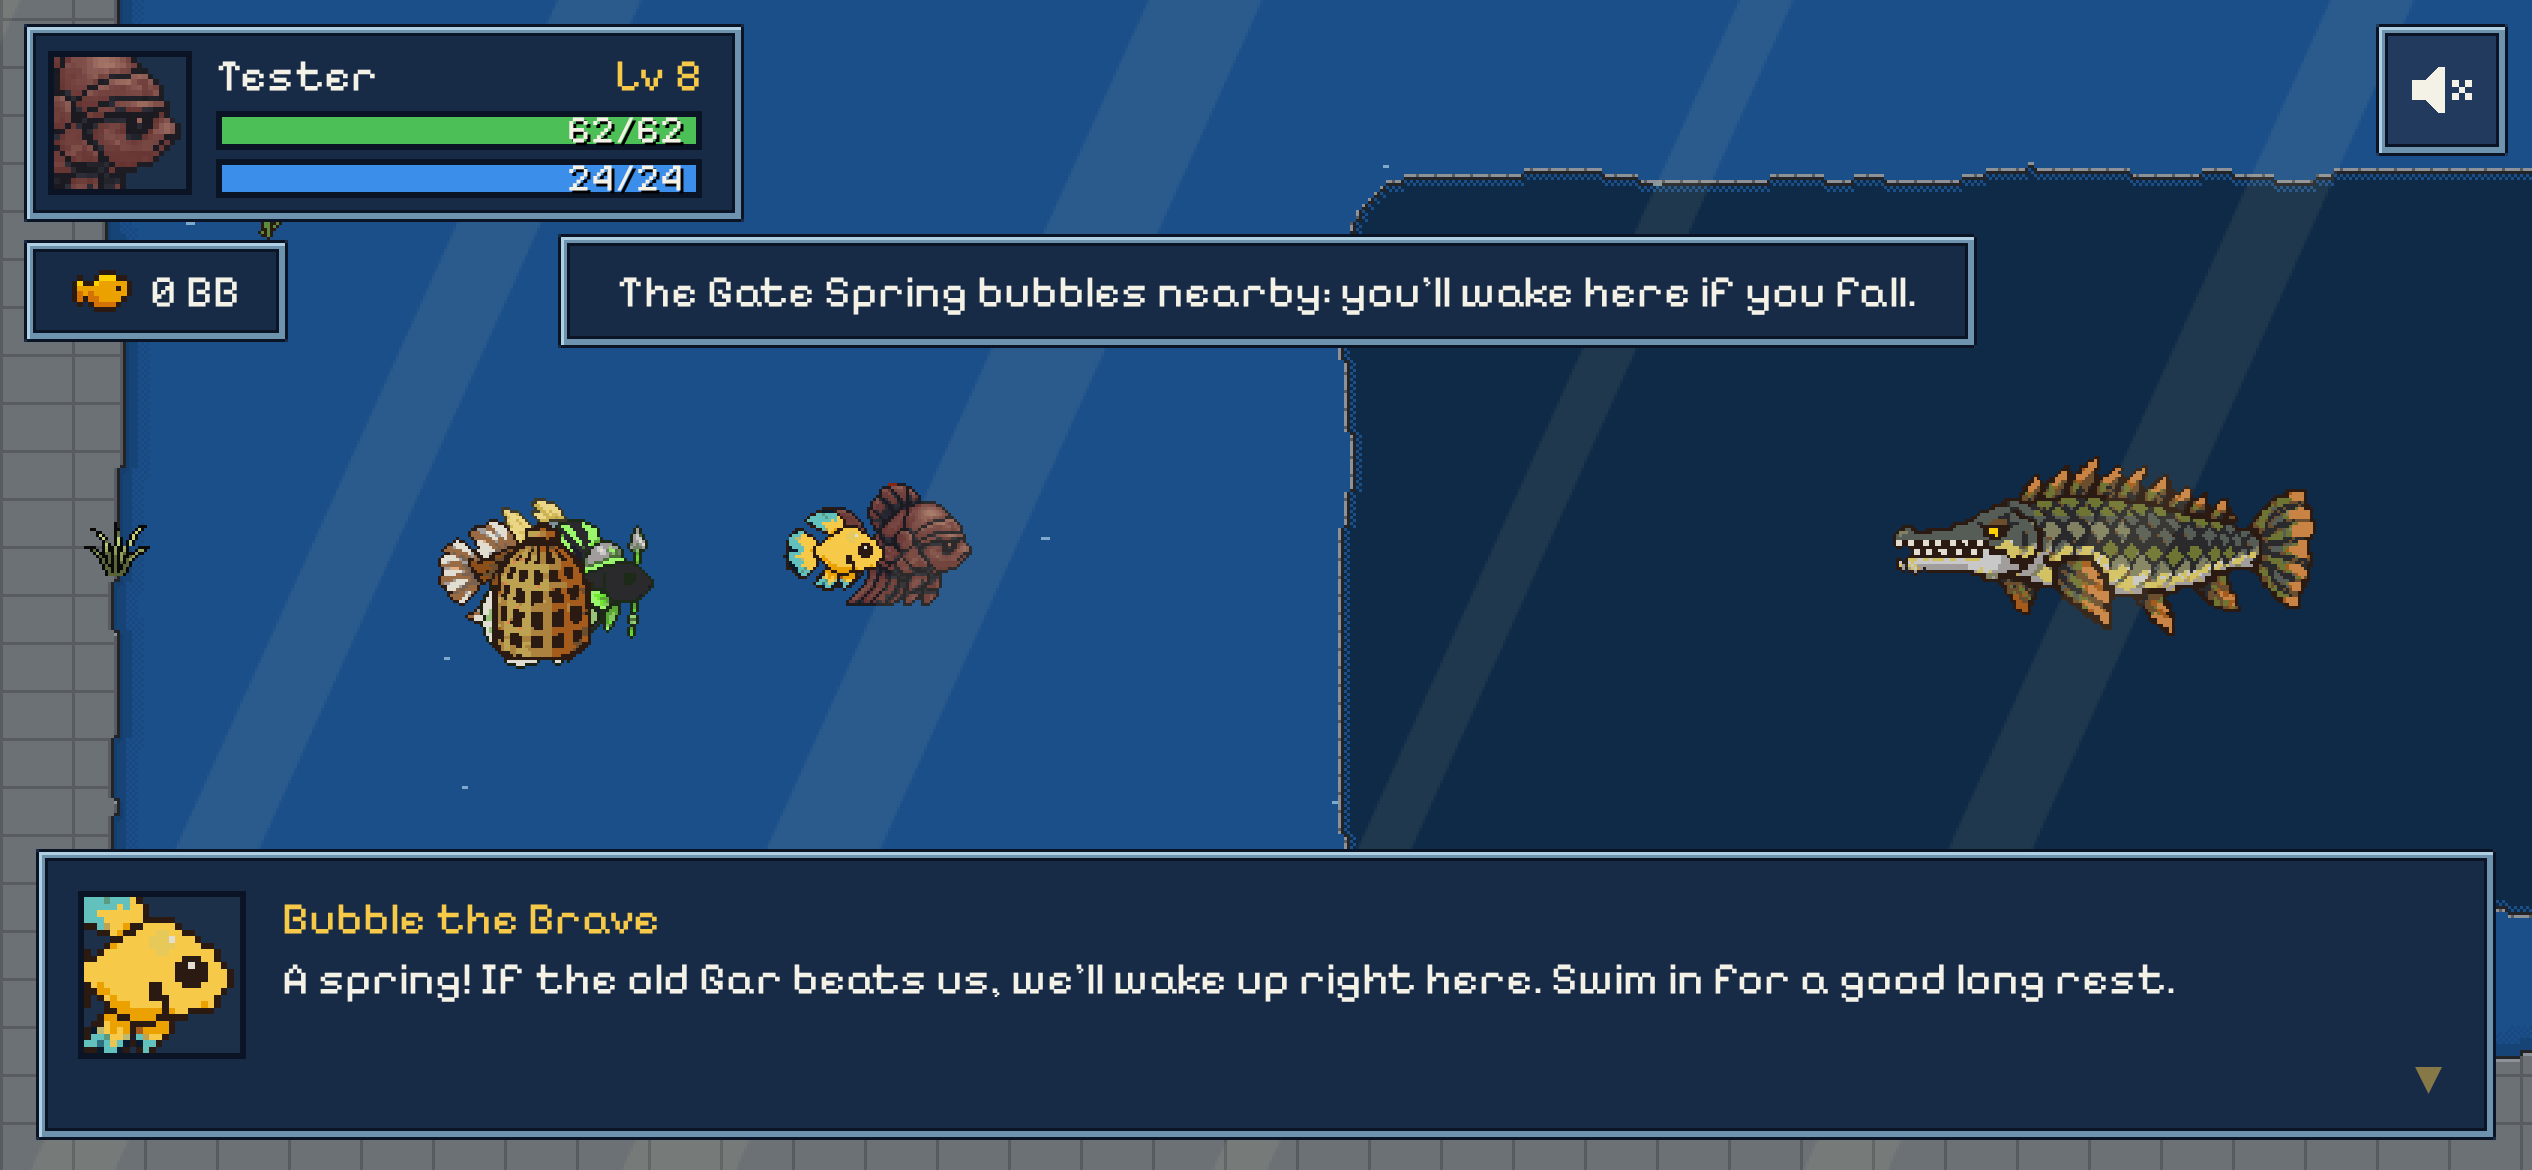 Tester
Lv 8
62/62
24/24
0 BB
The Gate Spring bubbles nearby: you'll wake here if you fall.
Bubble the Brave
A spring! If the old Gar beats us, we'll wake up right here. Swim in for a good long rest.